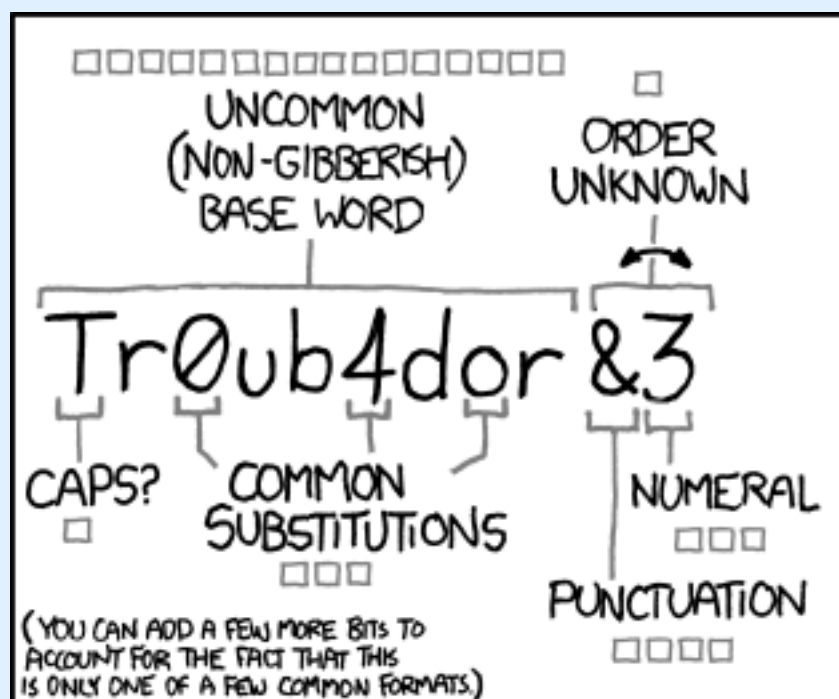 UNCOMMON
(NON-GIBBERISH)
BASE WORD
ORDER
UNKNOWN
Tr0ub4dor &3
CAPS?
COMMON
SUBSTITUTIONS
NUMERAL
PUNCTUATION
(YOU CAN ADD A FEW MORE BITS TO
ACCOUNT FOR THE FACT THAT THIS
IS ONLY ONE OF A FEW COMMON FORMATS.)